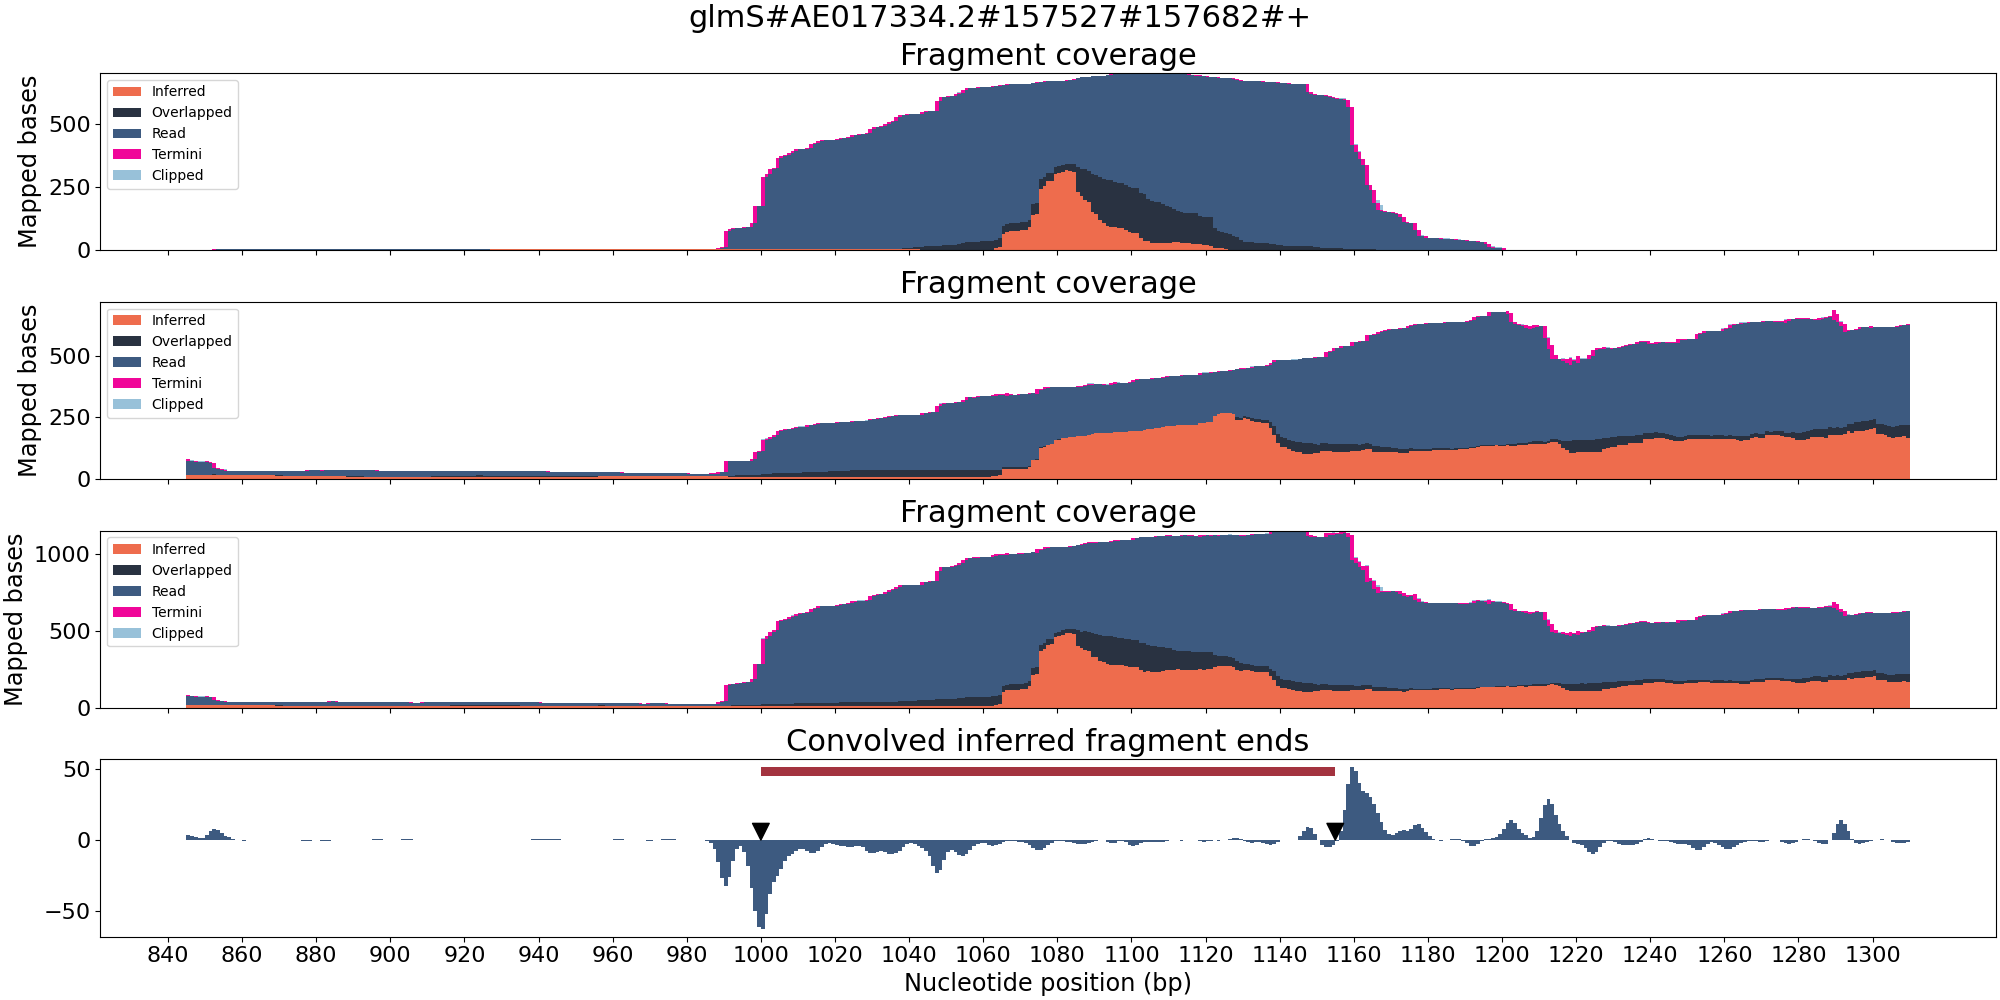 glmS#AE017334.2#157527#157682#+
Fragment coverage
Mapped bases
500
250
0
Inferred
Overlapped
Read
Termini
Clipped
Fragment coverage
Mapped bases
500
250
0
Inferred
Overlapped
Read
Termini
Clipped
Fragment coverage
Mapped bases
1000
500
0
Inferred
Overlapped
Read
Termini
Clipped
Convolved inferred fragment ends
50
0
−50
840 860 880 900 920 940 960 980 1000 1020 1040 1060 1080 1100 1120 1140 1160 1180 1200 1220 1240 1260 1280 1300
Nucleotide position (bp)